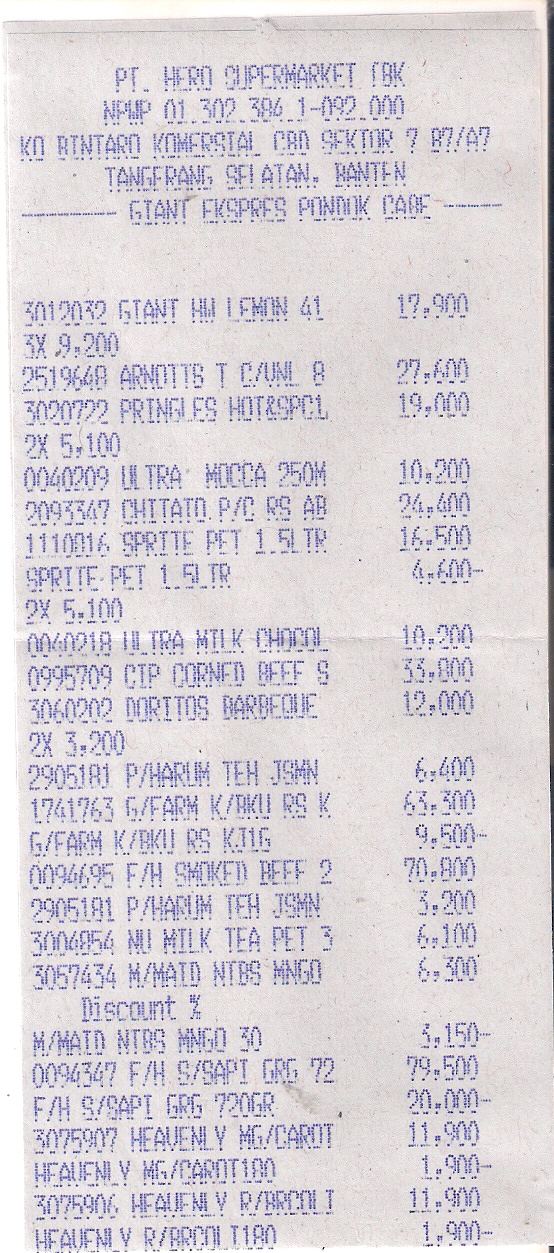 PT. HERO SUPERMARKET TBK
NPWP 01.302.384.1-092.000
KO BINTARO KOMERSIAL CBD SEKTOR 7 B7/A7
TANGERANG SELATAN, BANTEN
---------- GIANT EKSPRES PONDOK CABE ------
3012032 GIANT HW LEMON 41 17,900
3X 9,200
2519648 ARNOTTS T C/VNL 8 27,600
3020722 PRINGLES HOT&SPCL 19,000
2X 5,100
0040209 ULTRA MOCCA 250M 10,200
2093347 CHITATO P/C RS AB 24,400
1110816 SPRITE PET 1.5LTR 16,500
SPRITE PET 1.5LTR 4,600-
2X 5,100
0040218 ULTRA MILK CHOCOL 10,200
0995709 CIP CORNED BEEF S 33,800
3060202 DORITOS BARBEQUE 12,000
2X 3,200
2905181 P/HARUM TEH JSMN 6,400
1741763 G/FARM K/BKU RS K 63,300
G/FARM K/BKU RS KJ1G 9,500-
0094695 F/H SMOKED BEEF 2 70,800
2905181 P/HARUM TEH JSMN 3,200
3004854 NU MILK TEA PET 3 6,100
3057434 M/MAID NTBS MNGO 6,300
Discount %
M/MAID NTBS MNGO 30 3,150-
0094347 F/H S/SAPI GRG 72 79,500
F/H S/SAPI GRG 720GR 20,000-
3075907 HEAVENLY MG/CAROT 11,900
HEAVENLY MG/CAROT180 1,900-
3075906 HEAVENLY R/BRCOLI 11,900
HEAVENLY R/BRCOLI180 1,900-